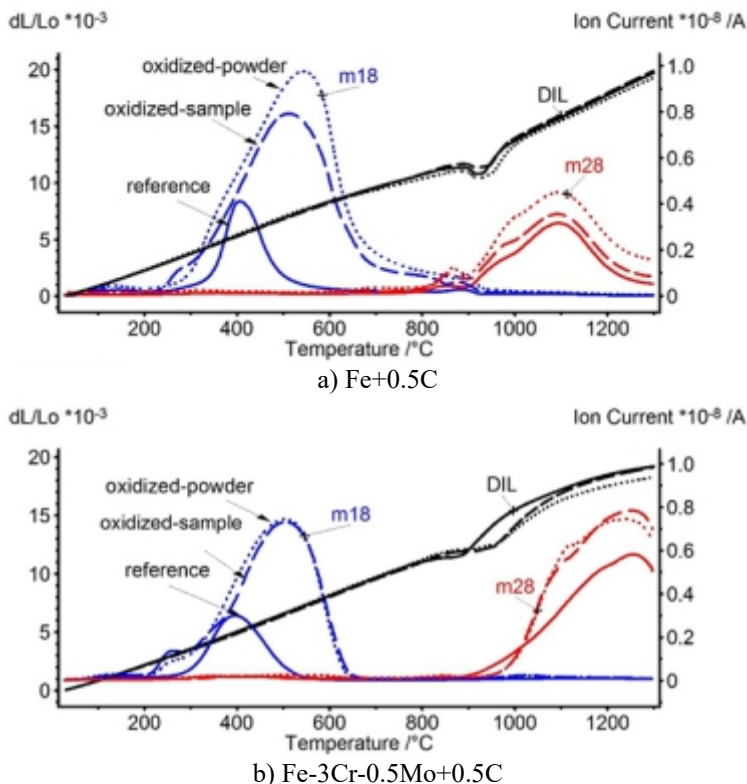 dL/Lo *10-3 Ion Current *10-8 /A
20 1.0
oxidized-powder m18
DIL 0.8
oxidized-sample
15
0.6
reference
10 m28 0.4
5 0.2
0 0
200 400 600 800 1000 1200
Temperature /°C
a) Fe+0.5C
dL/Lo *10-3 Ion Current *10-8 /A
20 1.0
oxidized-powder DIL
m18 0.8
15
oxidized-sample
0.6
reference
10
m28 0.4
5 0.2
0 0
200 400 600 800 1000 1200
Temperature /°C
b) Fe-3Cr-0.5Mo+0.5C